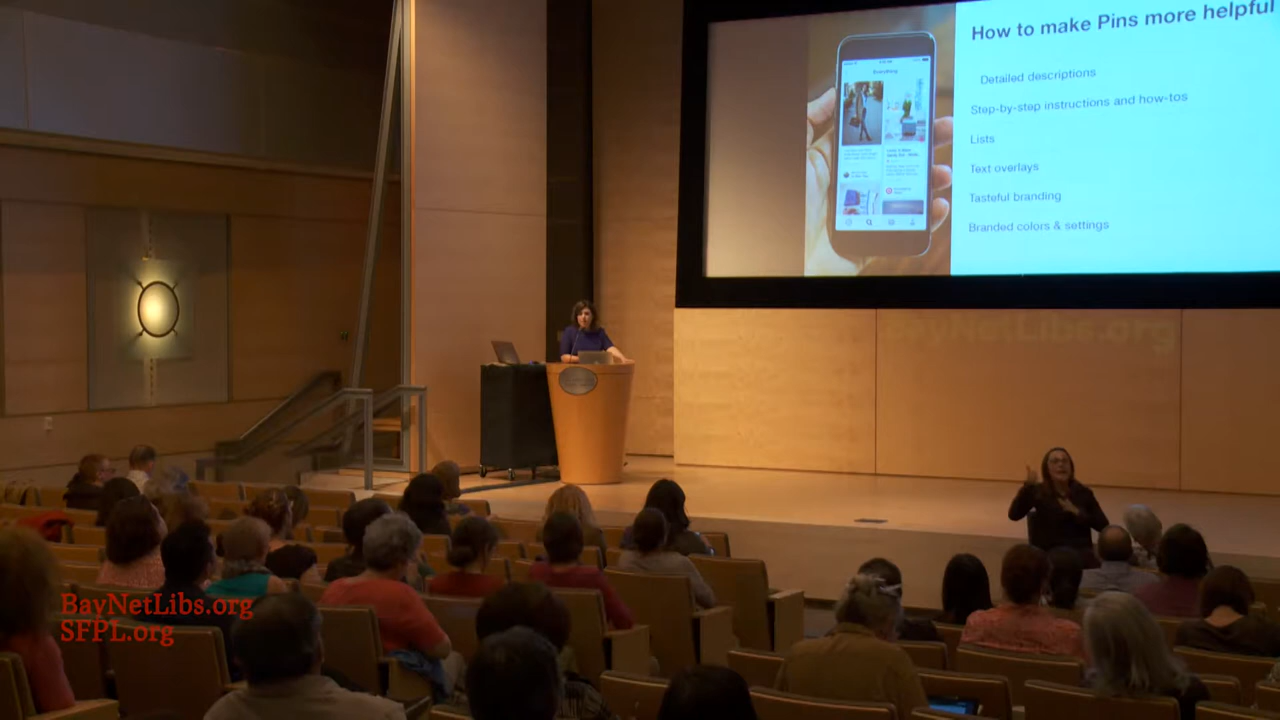 How to make Pins more helpful
Detailed descriptions
Step-by-step instructions and how-tos
Lists
Text overlays
Tasteful branding
Branded colors & settings
Everything
BayNetLibs.org
BayNetLibs.org
SFPL.org